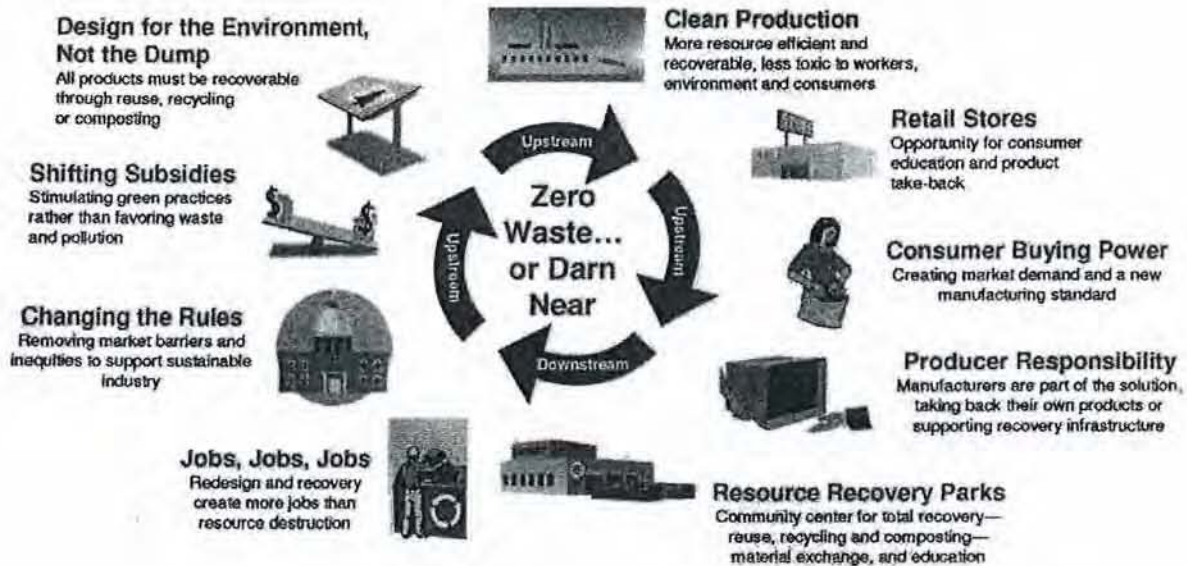 Design for the Environment,
Not the Dump
All products must be recoverable
through reuse, recycling
or composting
Clean Production
More resource efficient and
recoverable, less toxic to workers,
environment and consumers
Retail Stores
Opportunity for consumer
education and product
take-back
Shifting Subsidies
Stimulating green practices
rather than favoring waste
and pollution
$
$
Upstream
Upstream
Upstream
Downstream
Zero
Waste...
or Darn
Near
Consumer Buying Power
Creating market demand and a new
manufacturing standard
Changing the Rules
Removing market barriers and
inequities to support sustainable
industry
Producer Responsibility
Manufacturers are part of the solution,
taking back their own products or
supporting recovery infrastructure
Jobs, Jobs, Jobs
Redesign and recovery
create more jobs than
resource destruction
Resource Recovery Parks
Community center for total recovery—
reuse, recycling and composting—
material exchange, and education